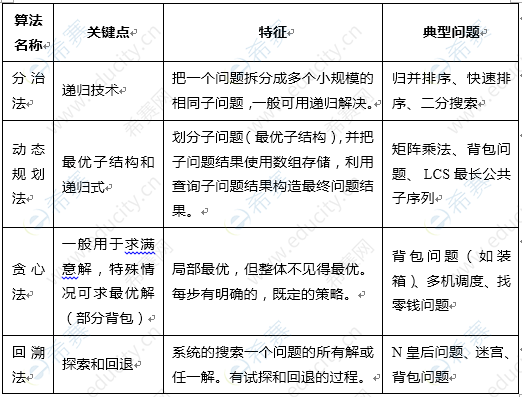 算法名称
关键点
特征
典型问题
分治法
递归技术
把一个问题拆分成多个小规模的
相同子问题，一般可用递归解决。
归并排序、快速排
序、二分搜索
动态规划法
最优子结构和
递归式
划分子问题（最优子结构），并把
子问题结果使用数组存储，利用
查询子问题结果构造最终问题结
果。
矩阵乘法、背包问
题、LCS最长公共
子序列
贪心法
一般用于求满
意解，特殊情
况可求最优解
（部分背包）
局部最优，但整体不见得最优。
每步有明确的，既定的策略。
背包问题（如装
箱）、多机调度、找
零钱问题
回溯法
探索和回退
系统的搜索一个问题的所有解或
任一解。有试探和回退的过程。
N皇后问题、迷宫、
背包问题
希赛网
www.educity.cn